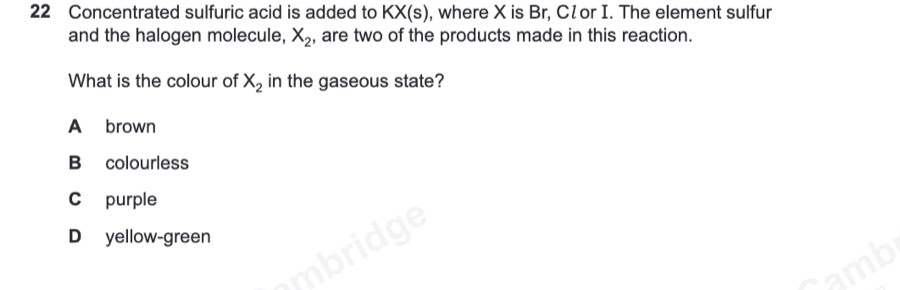 22 Concentrated sulfuric acid is added to KX(s), where X is Br, Cl or I. The element sulfur
and the halogen molecule, X₂, are two of the products made in this reaction.
What is the colour of X₂ in the gaseous state?
A brown
B colourless
C purple
D yellow-green